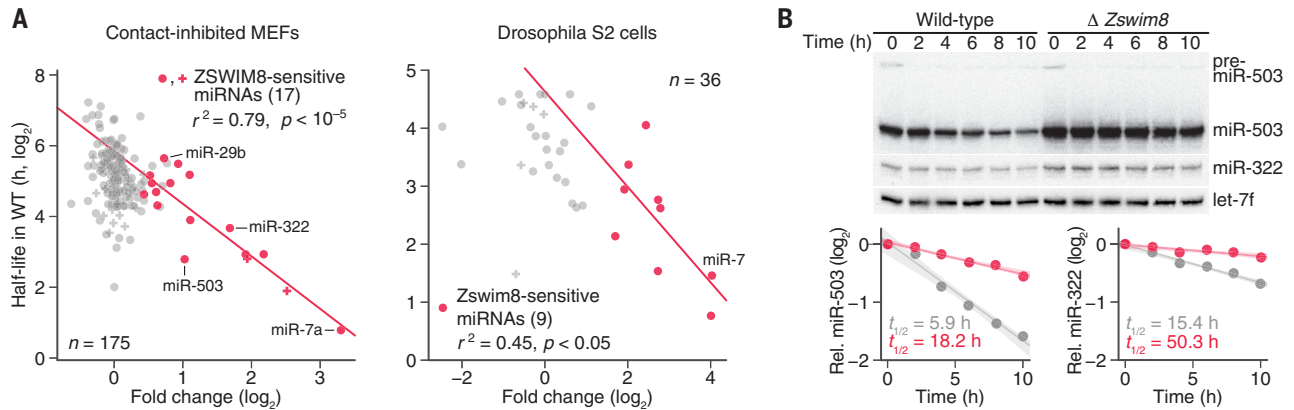 A
Contact-inhibited MEFs
Half-life in WT (h, log2)
8
6
4
2
0
, + ZSWIM8-sensitive
miRNAs (17)
r2 = 0.79, p < 10−5
miR-29b
miR-322
miR-503
miR-7a
n = 175
0 1 2 3
Fold change (log2)
Drosophila S2 cells
5
4
3
2
1
0
n = 36
miR-7
Zswim8-sensitive
miRNAs (9)
r2 = 0.45, p < 0.05
−2 0 2 4
Fold change (log2)
B
Wild-type Δ Zswim8
Time (h) 0 2 4 6 8 10 0 2 4 6 8 10
pre-
miR-503
miR-503
miR-322
let-7f
Rel. miR-503 (log2)
0
−1
−2
t1/2 = 5.9 h
t1/2 = 18.2 h
0 5 10
Time (h)
Rel. miR-322 (log2)
0
−1
−2
t1/2 = 15.4 h
t1/2 = 50.3 h
0 5 10
Time (h)